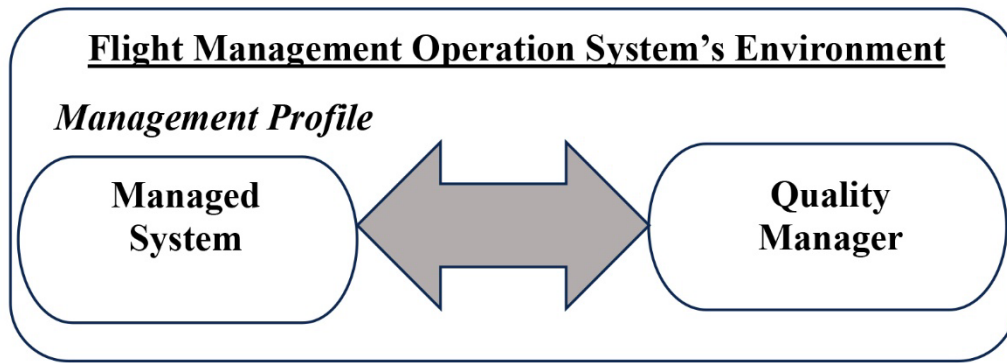 Flight Management Operation System’s Environment
Management Profile
Managed
System
Quality
Manager